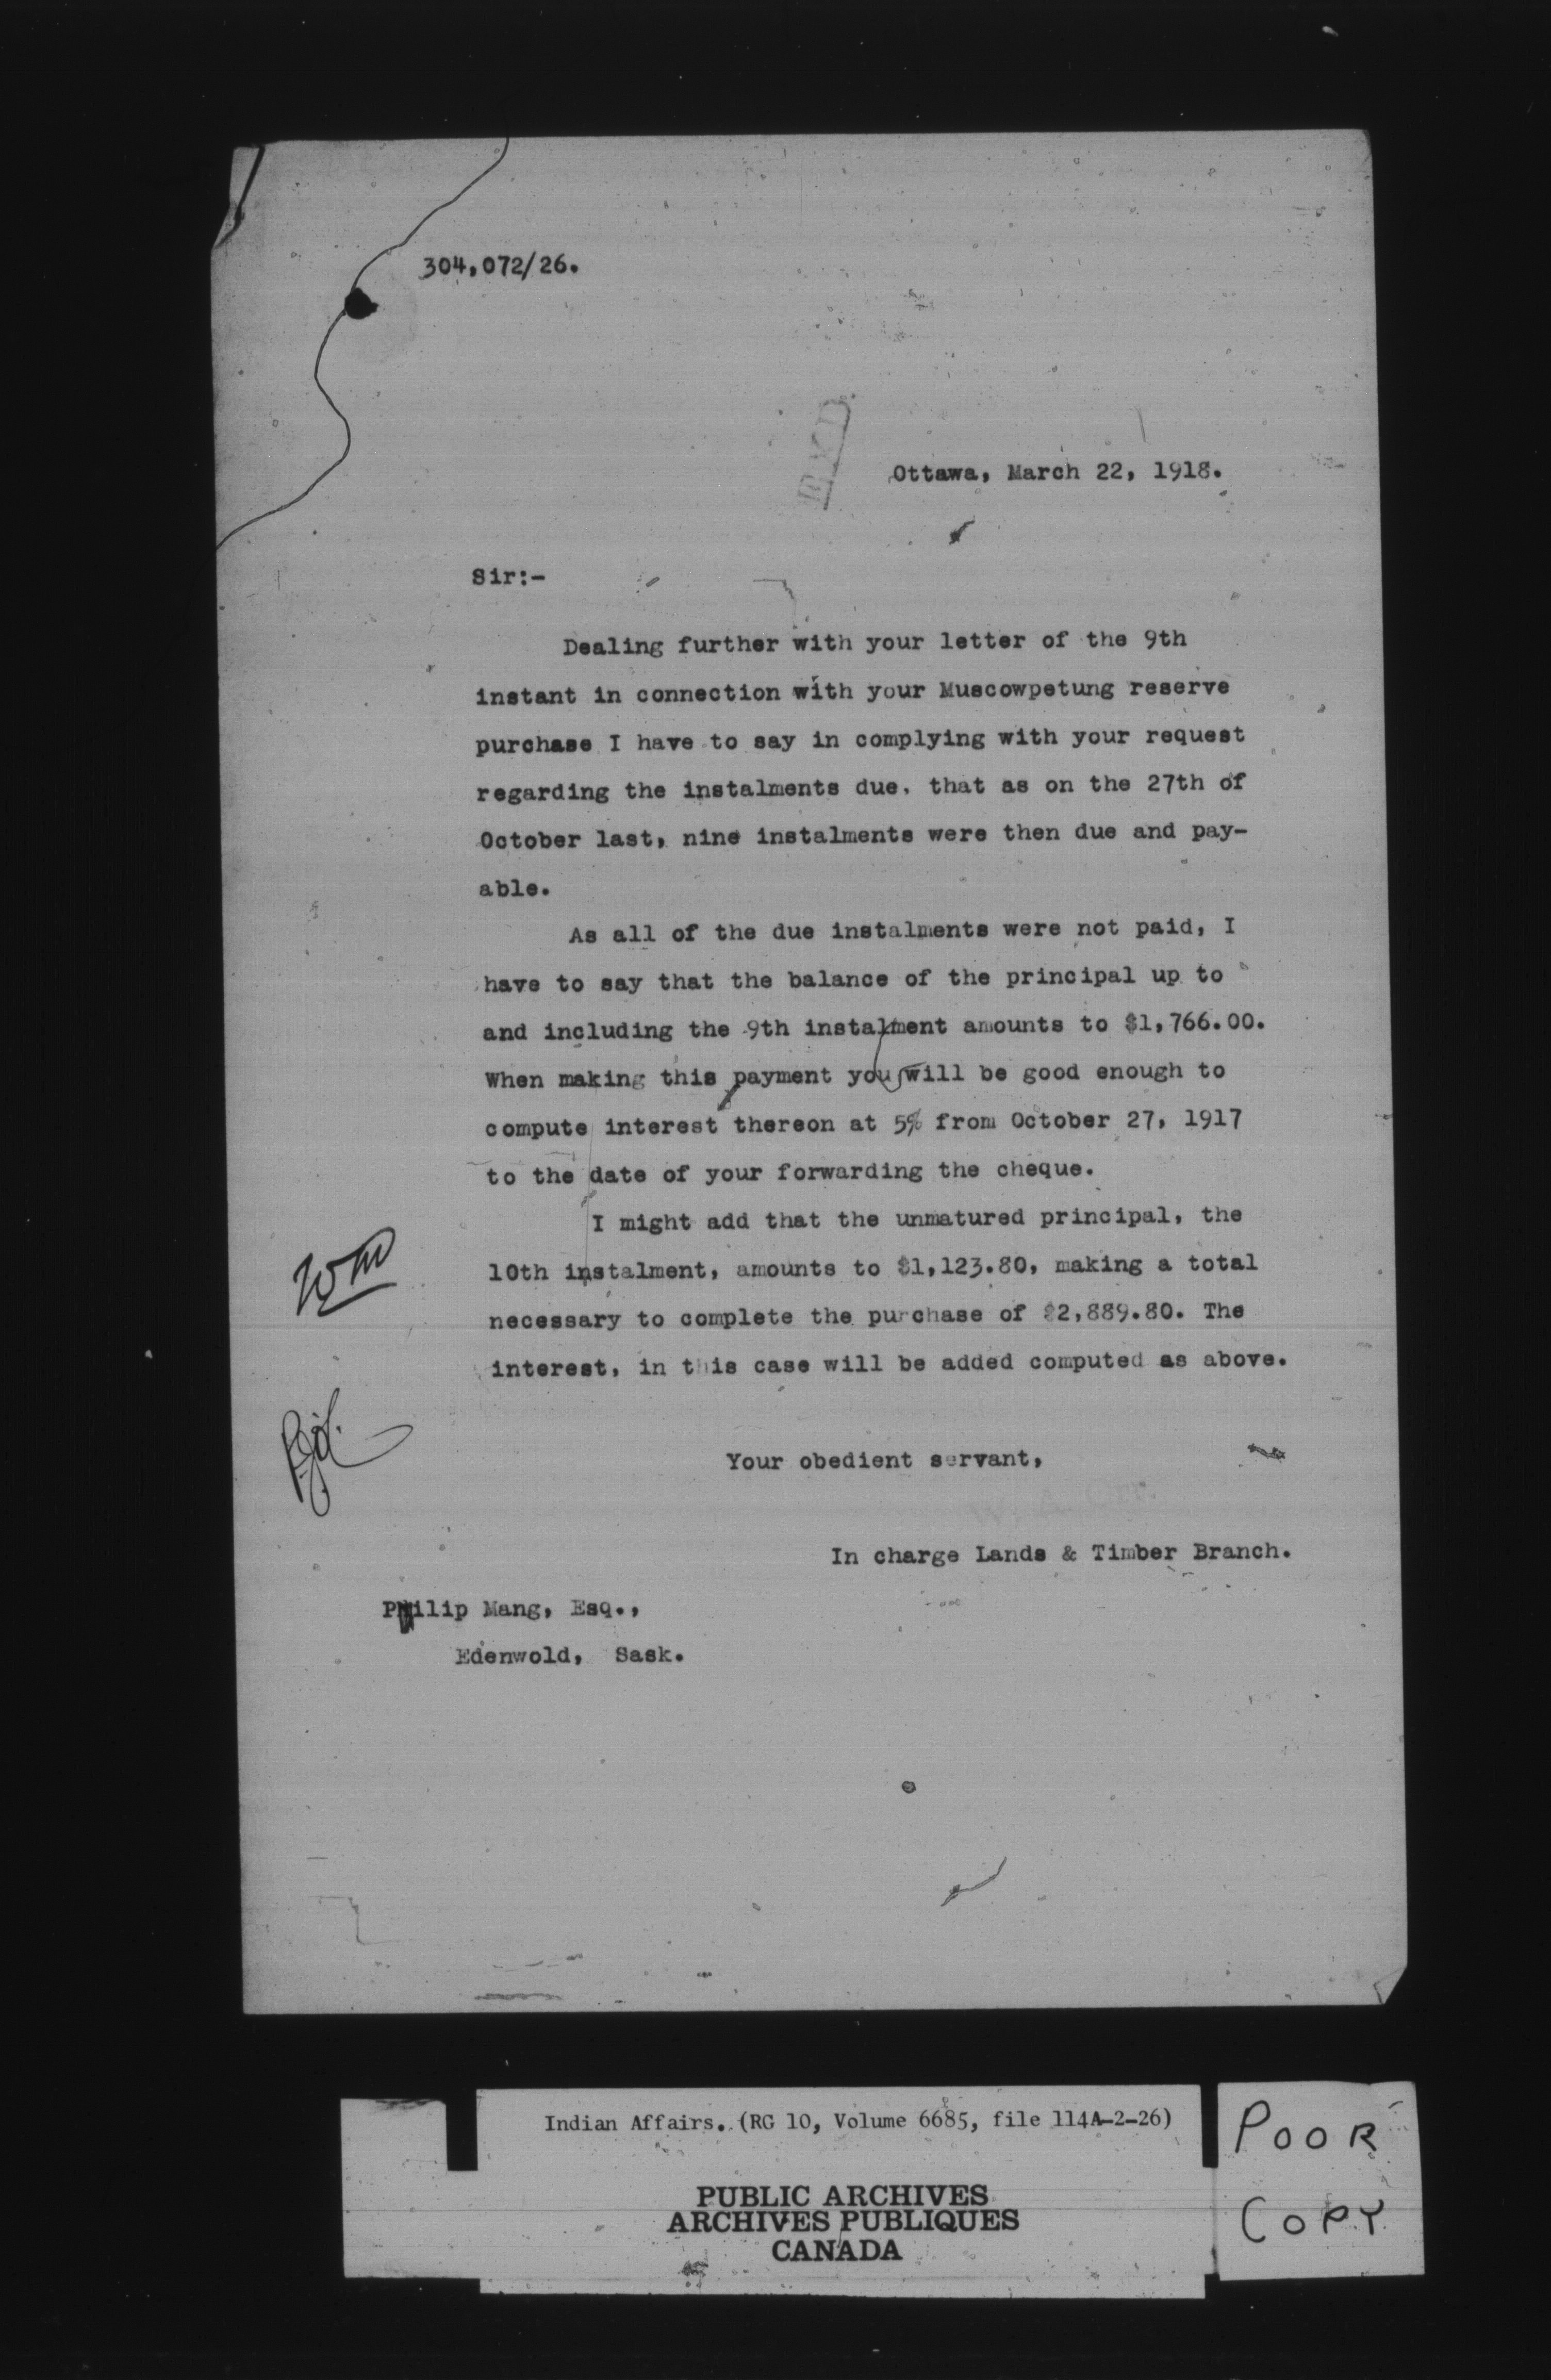 304,072/26.
Ottawa, March 22, 1918.
Sir:-
Dealing further with your letter of the 9th
instant in connection with your Muscowpetung reserve
purchase I have to say in complying with your request
regarding the instalments due, that as on the 27th of
October last, nine instalments were then due and pay-
able.
As all of the due instalments were not paid, I
have to say that the balance of the principal up to
and including the 9th instalment amounts to $1,766.00.
When making this payment you will be good enough to
compute interest thereon at 5% from October 27, 1917
to the date of your forwarding the cheque.
I might add that the unmatured principal, the
10th instalment, amounts to $1,123.80, making a total
necessary to complete the purchase of $2,889.80. The
interest, in this case will be added computed as above.
Your obedient servant,
W. A. Orr.
In charge Lands & Timber Branch.
Philip Mang, Esq.,
Edenwold, Sask.
Indian Affairs. (RG 10, Volume 6685, file 114A-2-26)
PUBLIC ARCHIVES
ARCHIVES PUBLIQUES
CANADA
POOR
COPY